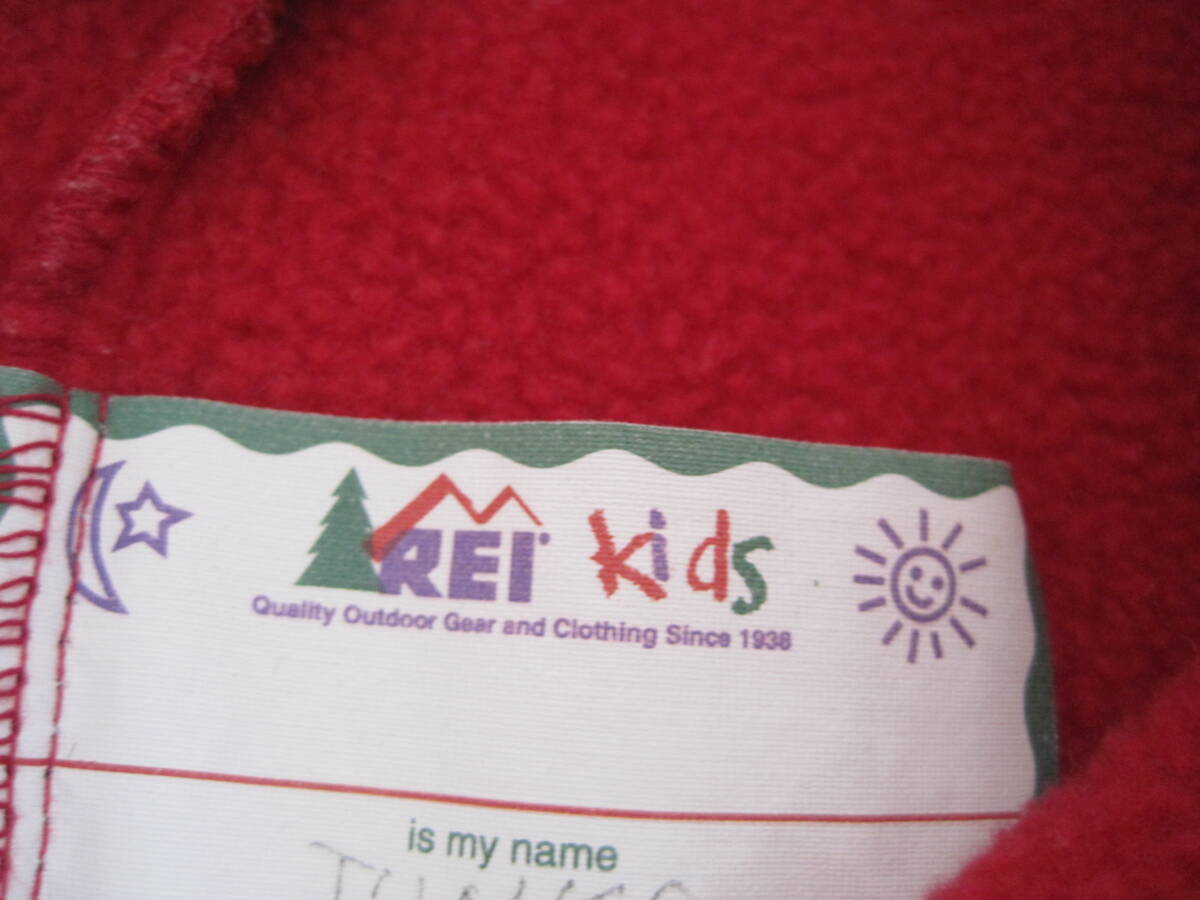 REI kids
Quality Outdoor Gear and Clothing Since 1938
is my name